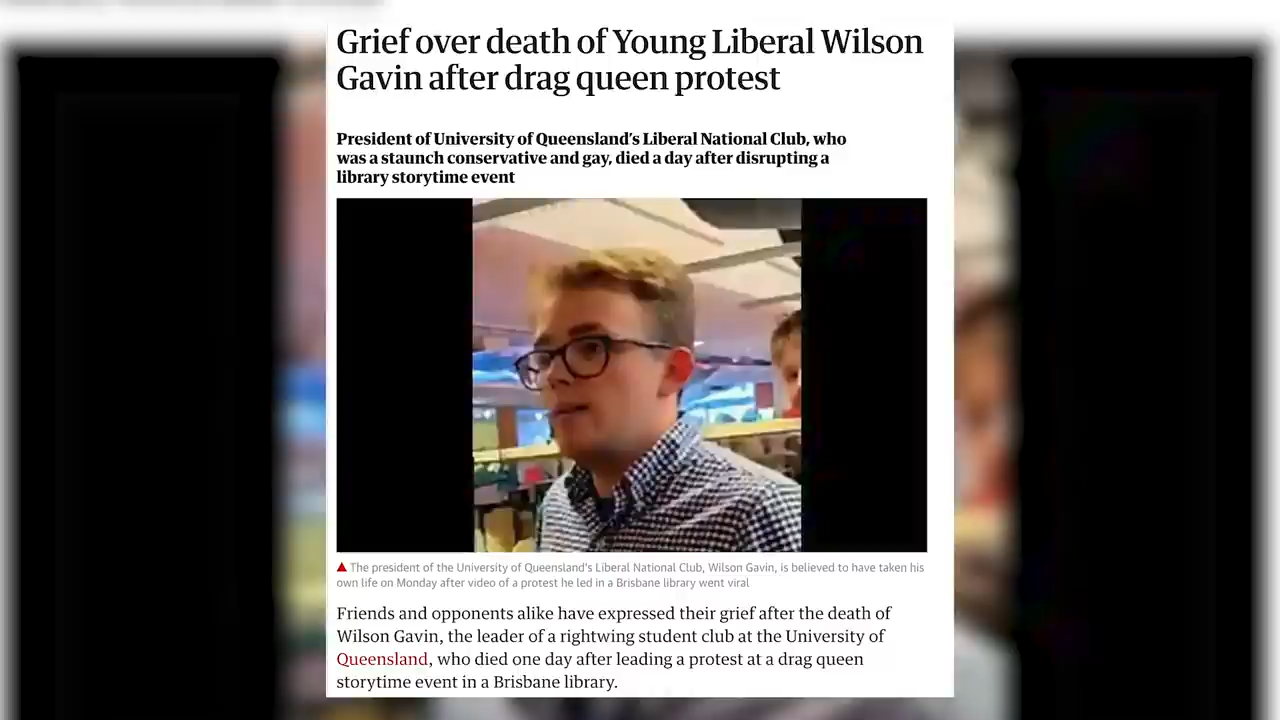 Grief over death of Young Liberal Wilson
Gavin after drag queen protest
President of University of Queensland's Liberal National Club, who
was a staunch conservative and gay, died a day after disrupting a
library storytime event
The president of the University of Queensland's Liberal National Club, Wilson Gavin, is believed to have taken his
own life on Monday after video of a protest he led in a Brisbane library went viral
Friends and opponents alike have expressed their grief after the death of
Wilson Gavin, the leader of a rightwing student club at the University of
Queensland, who died one day after leading a protest at a drag queen
storytime event in a Brisbane library.